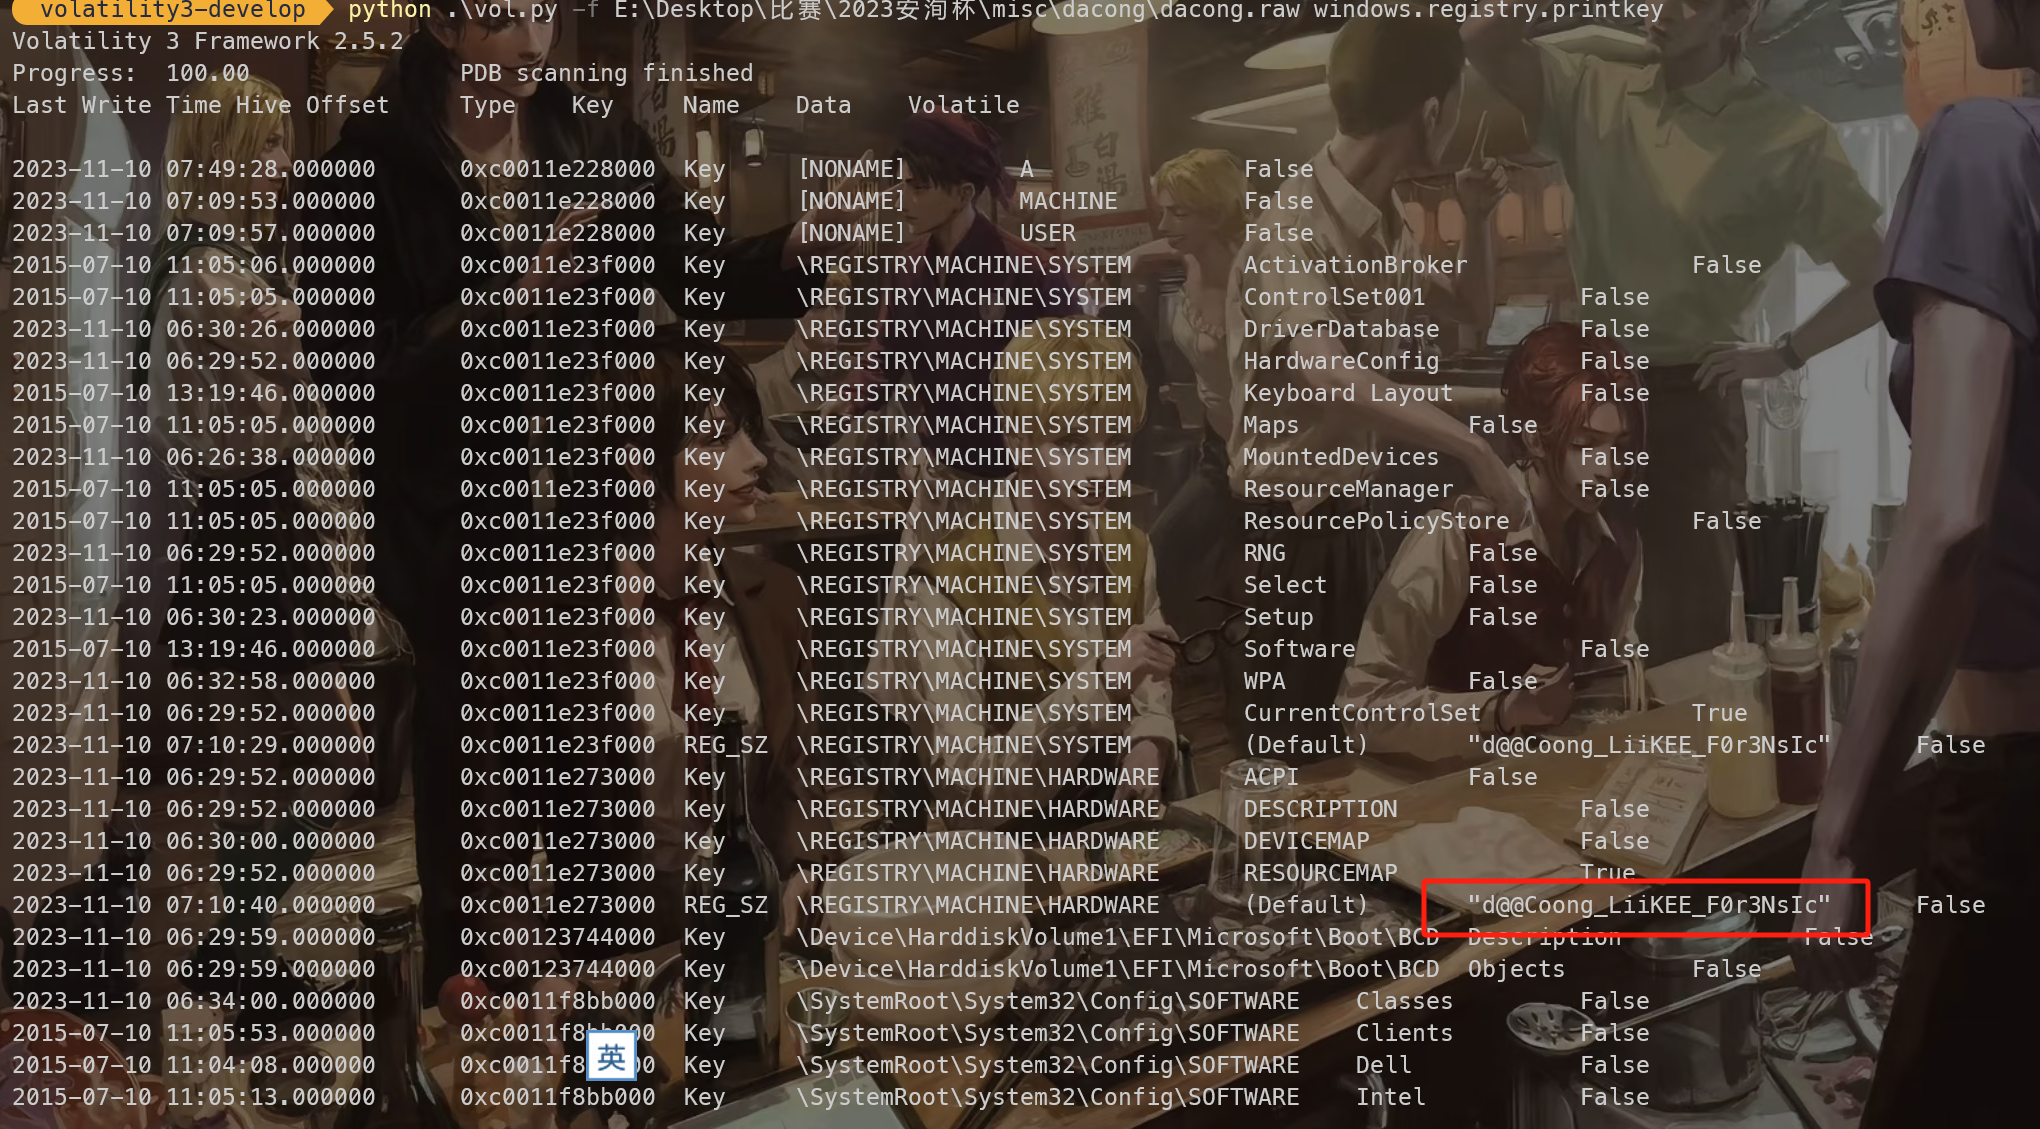 volatility3-develop python .\vol.py -f E:\Desktop\比赛\2023安洵杯\misc\dacong\dacong.raw windows.registry.printkey
Volatility 3 Framework 2.5.2
Progress: 100.00 PDB scanning finished
Last Write Time Hive Offset Type Key Name Data Volatile
2023-11-10 07:49:28.000000 0xc0011e228000 Key [NONAME] A False
2023-11-10 07:09:53.000000 0xc0011e228000 Key [NONAME] MACHINE False
2023-11-10 07:09:57.000000 0xc0011e228000 Key [NONAME] USER False
2015-07-10 11:05:06.000000 0xc0011e23f000 Key \REGISTRY\MACHINE\SYSTEM ActivationBroker False
2015-07-10 11:05:05.000000 0xc0011e23f000 Key \REGISTRY\MACHINE\SYSTEM ControlSet001 False
2023-11-10 06:30:26.000000 0xc0011e23f000 Key \REGISTRY\MACHINE\SYSTEM DriverDatabase False
2023-11-10 06:29:52.000000 0xc0011e23f000 Key \REGISTRY\MACHINE\SYSTEM HardwareConfig False
2015-07-10 13:19:46.000000 0xc0011e23f000 Key \REGISTRY\MACHINE\SYSTEM Keyboard Layout False
2015-07-10 11:05:05.000000 0xc0011e23f000 Key \REGISTRY\MACHINE\SYSTEM Maps False
2023-11-10 06:26:38.000000 0xc0011e23f000 Key \REGISTRY\MACHINE\SYSTEM MountedDevices False
2015-07-10 11:05:05.000000 0xc0011e23f000 Key \REGISTRY\MACHINE\SYSTEM ResourceManager False
2015-07-10 11:05:05.000000 0xc0011e23f000 Key \REGISTRY\MACHINE\SYSTEM ResourcePolicyStore False
2023-11-10 06:29:52.000000 0xc0011e23f000 Key \REGISTRY\MACHINE\SYSTEM RNG False
2015-07-10 11:05:05.000000 0xc0011e23f000 Key \REGISTRY\MACHINE\SYSTEM Select False
2023-11-10 06:30:23.000000 0xc0011e23f000 Key \REGISTRY\MACHINE\SYSTEM Setup False
2015-07-10 13:19:46.000000 0xc0011e23f000 Key \REGISTRY\MACHINE\SYSTEM Software False
2023-11-10 06:32:58.000000 0xc0011e23f000 Key \REGISTRY\MACHINE\SYSTEM WPA False
2023-11-10 06:29:52.000000 0xc0011e23f000 Key \REGISTRY\MACHINE\SYSTEM CurrentControlSet True
2023-11-10 07:10:29.000000 0xc0011e23f000 REG_SZ \REGISTRY\MACHINE\SYSTEM (Default) "d@@Coong_LiiKEE_F0r3NsIc" False
2023-11-10 06:29:52.000000 0xc0011e273000 Key \REGISTRY\MACHINE\HARDWARE ACPI False
2023-11-10 06:29:52.000000 0xc0011e273000 Key \REGISTRY\MACHINE\HARDWARE DESCRIPTION False
2023-11-10 06:30:00.000000 0xc0011e273000 Key \REGISTRY\MACHINE\HARDWARE DEVICEMAP False
2023-11-10 06:29:52.000000 0xc0011e273000 Key \REGISTRY\MACHINE\HARDWARE RESOURCEMAP True
2023-11-10 07:10:40.000000 0xc0011e273000 REG_SZ \REGISTRY\MACHINE\HARDWARE (Default) "d@@Coong_LiiKEE_F0r3NsIc" False
2023-11-10 06:29:59.000000 0xc00123744000 Key \Device\HarddiskVolume1\EFI\Microsoft\Boot\BCD Description False
2023-11-10 06:29:59.000000 0xc00123744000 Key \Device\HarddiskVolume1\EFI\Microsoft\Boot\BCD Objects False
2023-11-10 06:34:00.000000 0xc0011f8bb000 Key \SystemRoot\System32\Config\SOFTWARE Classes False
2015-07-10 11:05:53.000000 0xc0011f8bb000 Key \SystemRoot\System32\Config\SOFTWARE Clients False
英
2015-07-10 11:04:08.000000 Key \SystemRoot\System32\Config\SOFTWARE Dell False
2015-07-10 11:05:13.000000 0xc0011f8bb000 Key \SystemRoot\System32\Config\SOFTWARE Intel False